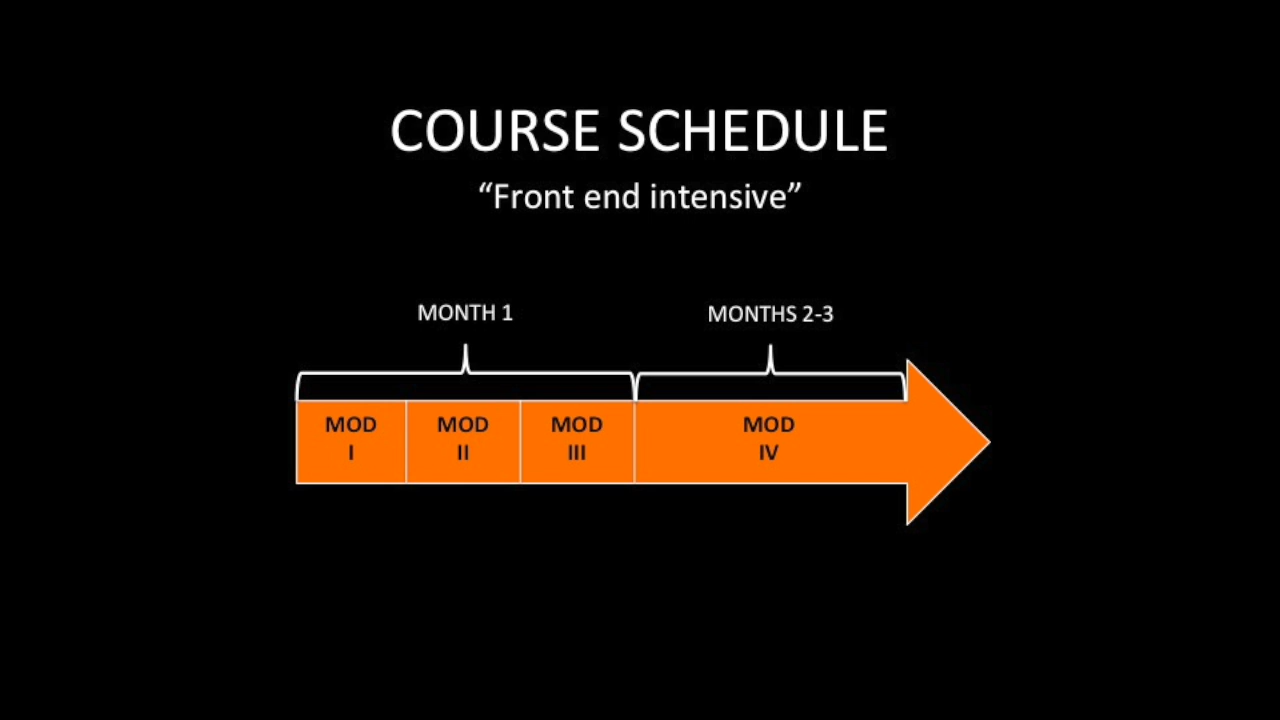 COURSE SCHEDULE
“Front end intensive”
MONTH 1
MONTHS 2-3
MOD
I
MOD
II
MOD
III
MOD
IV